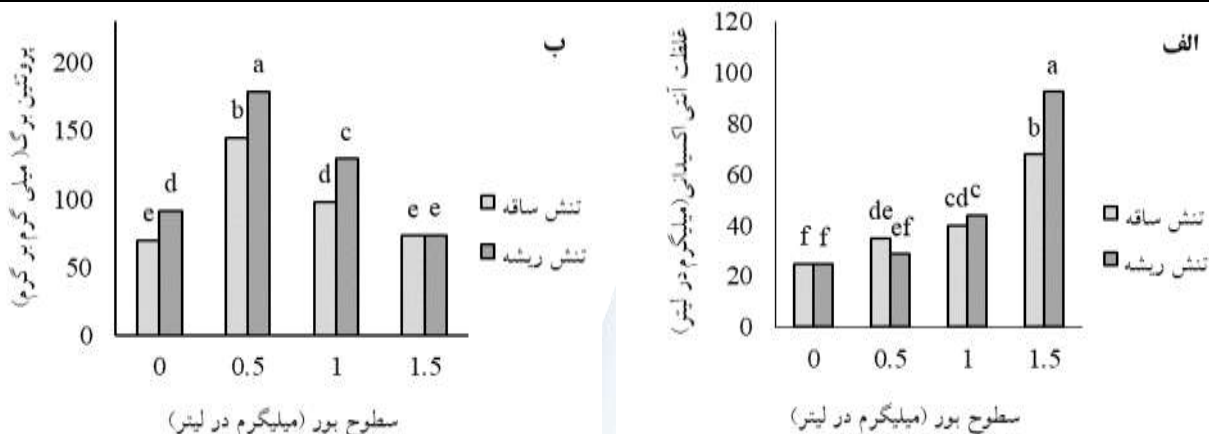 الف
غلظت آنتی اکسیدانی(میلیگرم در لیتر)
120
100
80
60
40
20
0
f f
de
ef
cd c
b
a
0 0.5 1 1.5
سطوح بور (میلیگرم در لیتر)
تنش ساقه
تنش ریشه
ب
پروتئین برگ( میلی گرم بر گرم)
200
150
100
50
0
e
d
b
a
d
c
e e
0 0.5 1 1.5
سطوح بور (میلیگرم در لیتر)
تنش ساقه
تنش ریشه